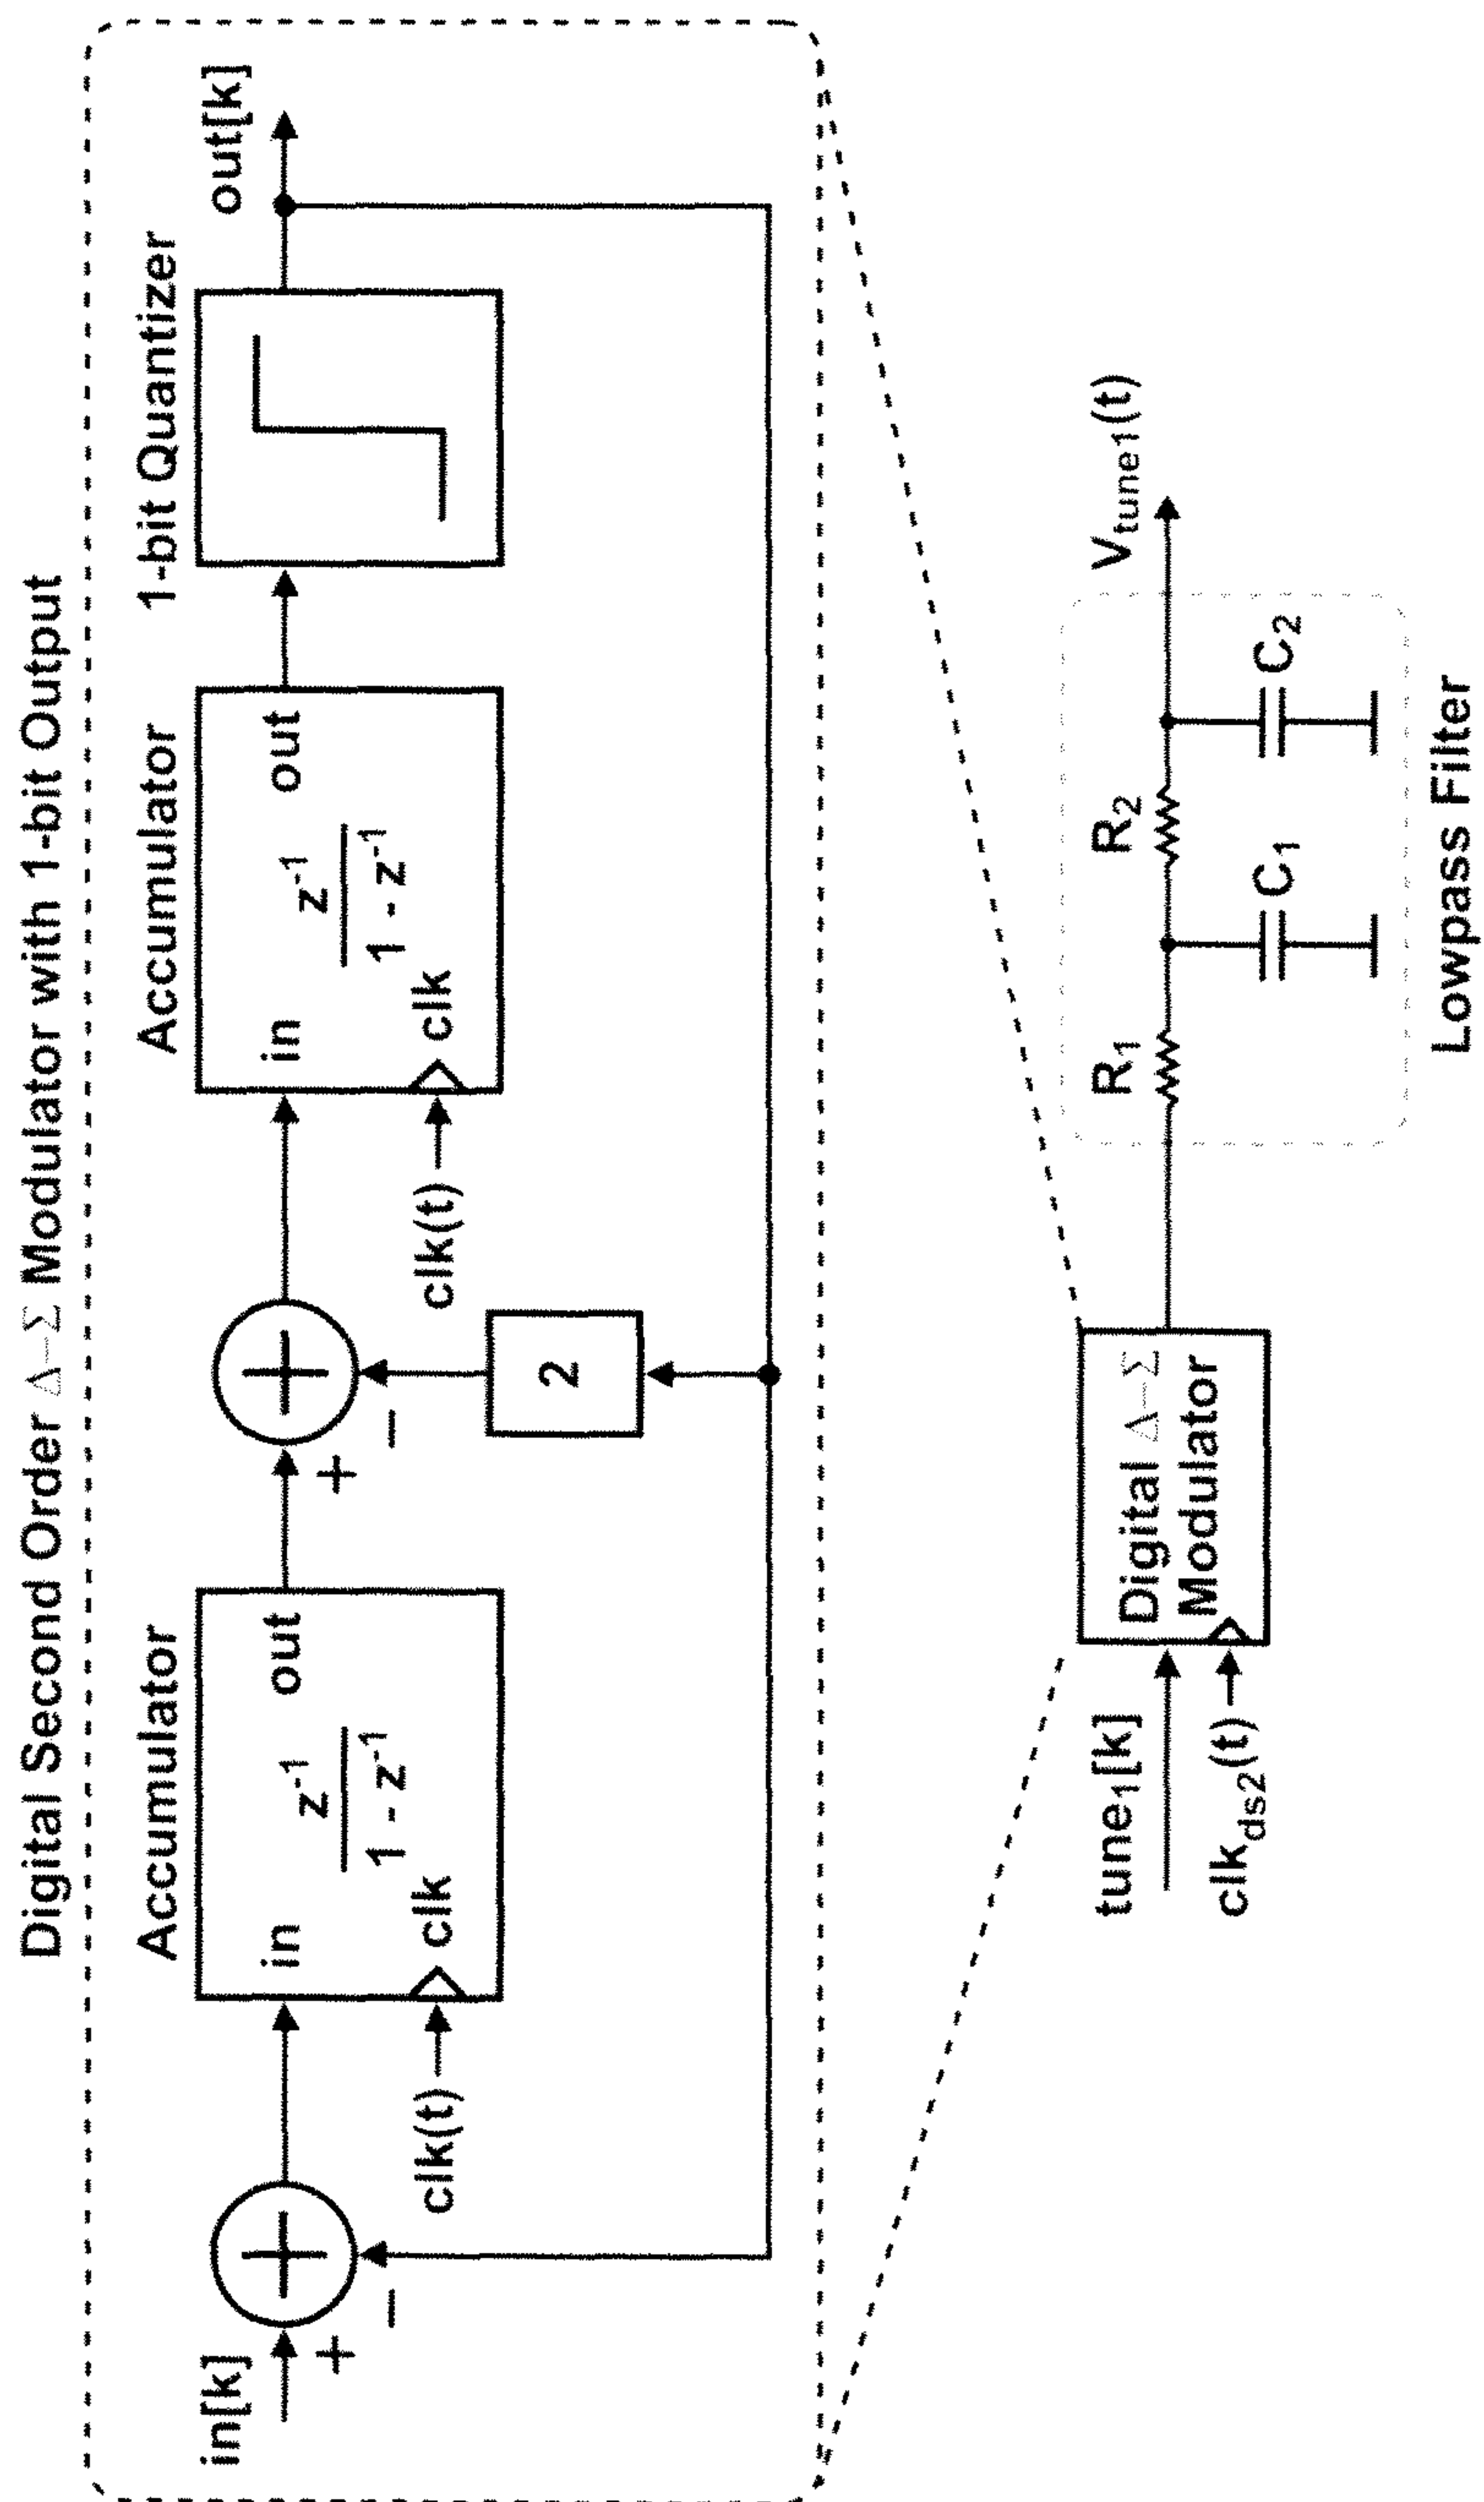 Digital Second Order Δ–Σ Modulator with 1-bit Output
Accumulator
Accumulator
1-bit Quantizer
in[k]
+
−
in
z-1
1 - z-1
out
clk
clk(t)
+
−
2
in
z-1
1 - z-1
out
clk
clk(t)
out[k]
tune1[k]
clkds2(t)
Digital Δ–Σ
Modulator
R1
C1
R2
C2
Vtune1(t)
Lowpass Filter